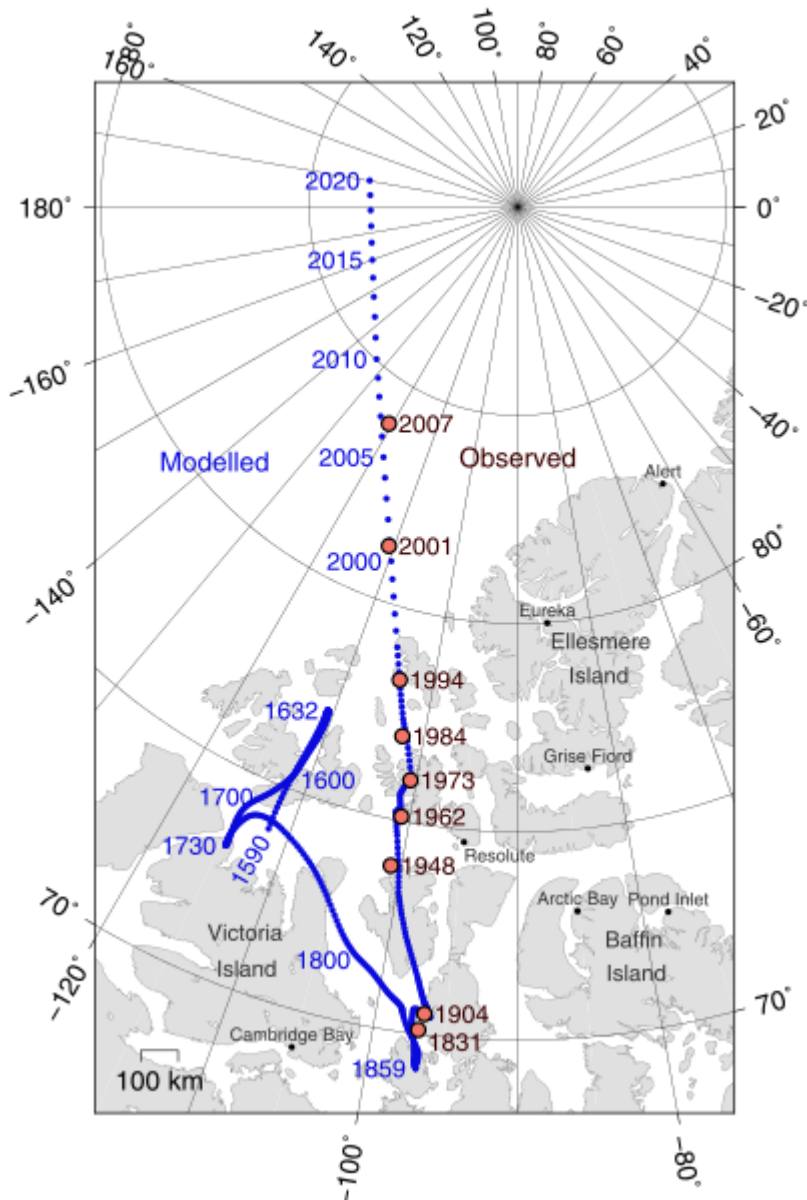 180°
160°
140°
120°
100°
80°
60°
40°
20°
180°
0°
2020
2015
−20°
2010
−160°
2007
−40°
2005
Modelled
Observed
Alert
2001
2000
80°
−140°
Eureka
−60°
Ellesmere
Island
1994
1632
1984
Grise Fiord
1600
1973
1700
1962
1730
1590
1948
Resolute
Arctic Bay
Pond Inlet
70°
Victoria
Island
Baffin
Island
1800
−120°
1904
70°
Cambridge Bay
1831
1859
100 km
−100°
−80°